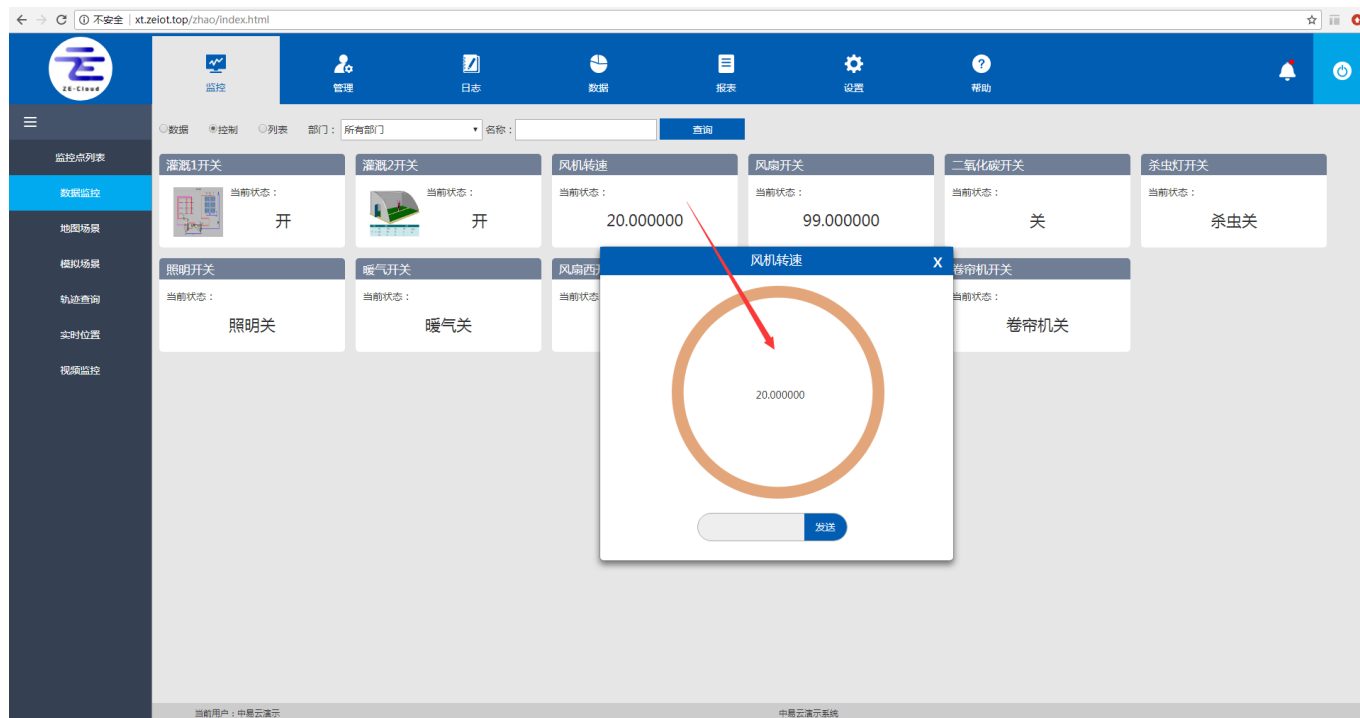 不安全 xt.zeiot.top/zhao/index.html
ZE-Cloud
监控 管理 日志 数据 报表 设置 帮助
数据 控制 列表 部门： 所有部门 名称： 查询
监控点列表
数据监控
地图场景
模拟场景
轨迹查询
实时位置
视频监控
灌溉1开关 灌溉2开关 风机转速 风扇开关 二氧化碳开关 杀虫灯开关
当前状态： 当前状态： 当前状态： 当前状态： 当前状态： 当前状态：
开 开 20.000000 99.000000 关 杀虫关
照明开关 暖气开关 风扇西 卷帘机开关
当前状态： 当前状态： 当前状态 当前状态：
照明关 暖气关 卷帘机关
风机转速 X
20.000000
发送
当前用户：中易云演示 中易云演示系统